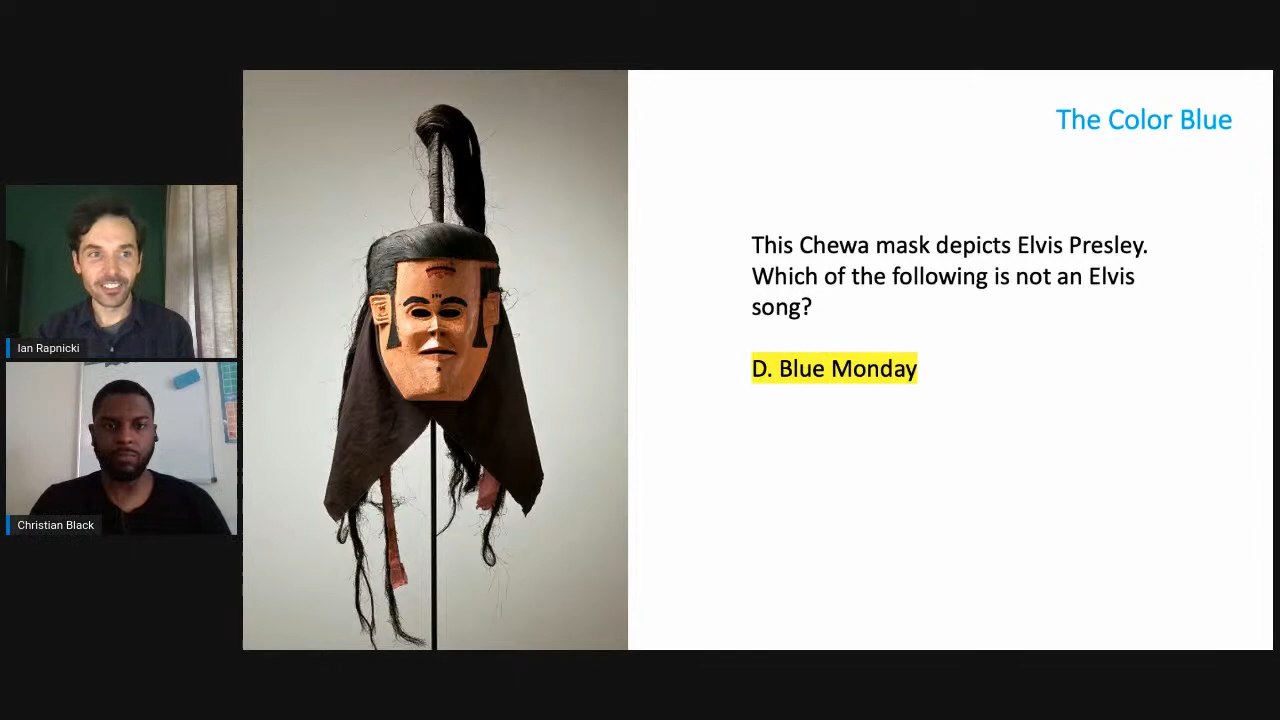 The Color Blue
This Chewa mask depicts Elvis Presley.
Which of the following is not an Elvis
song?
D. Blue Monday
Ian Rapnicki
Christian Black